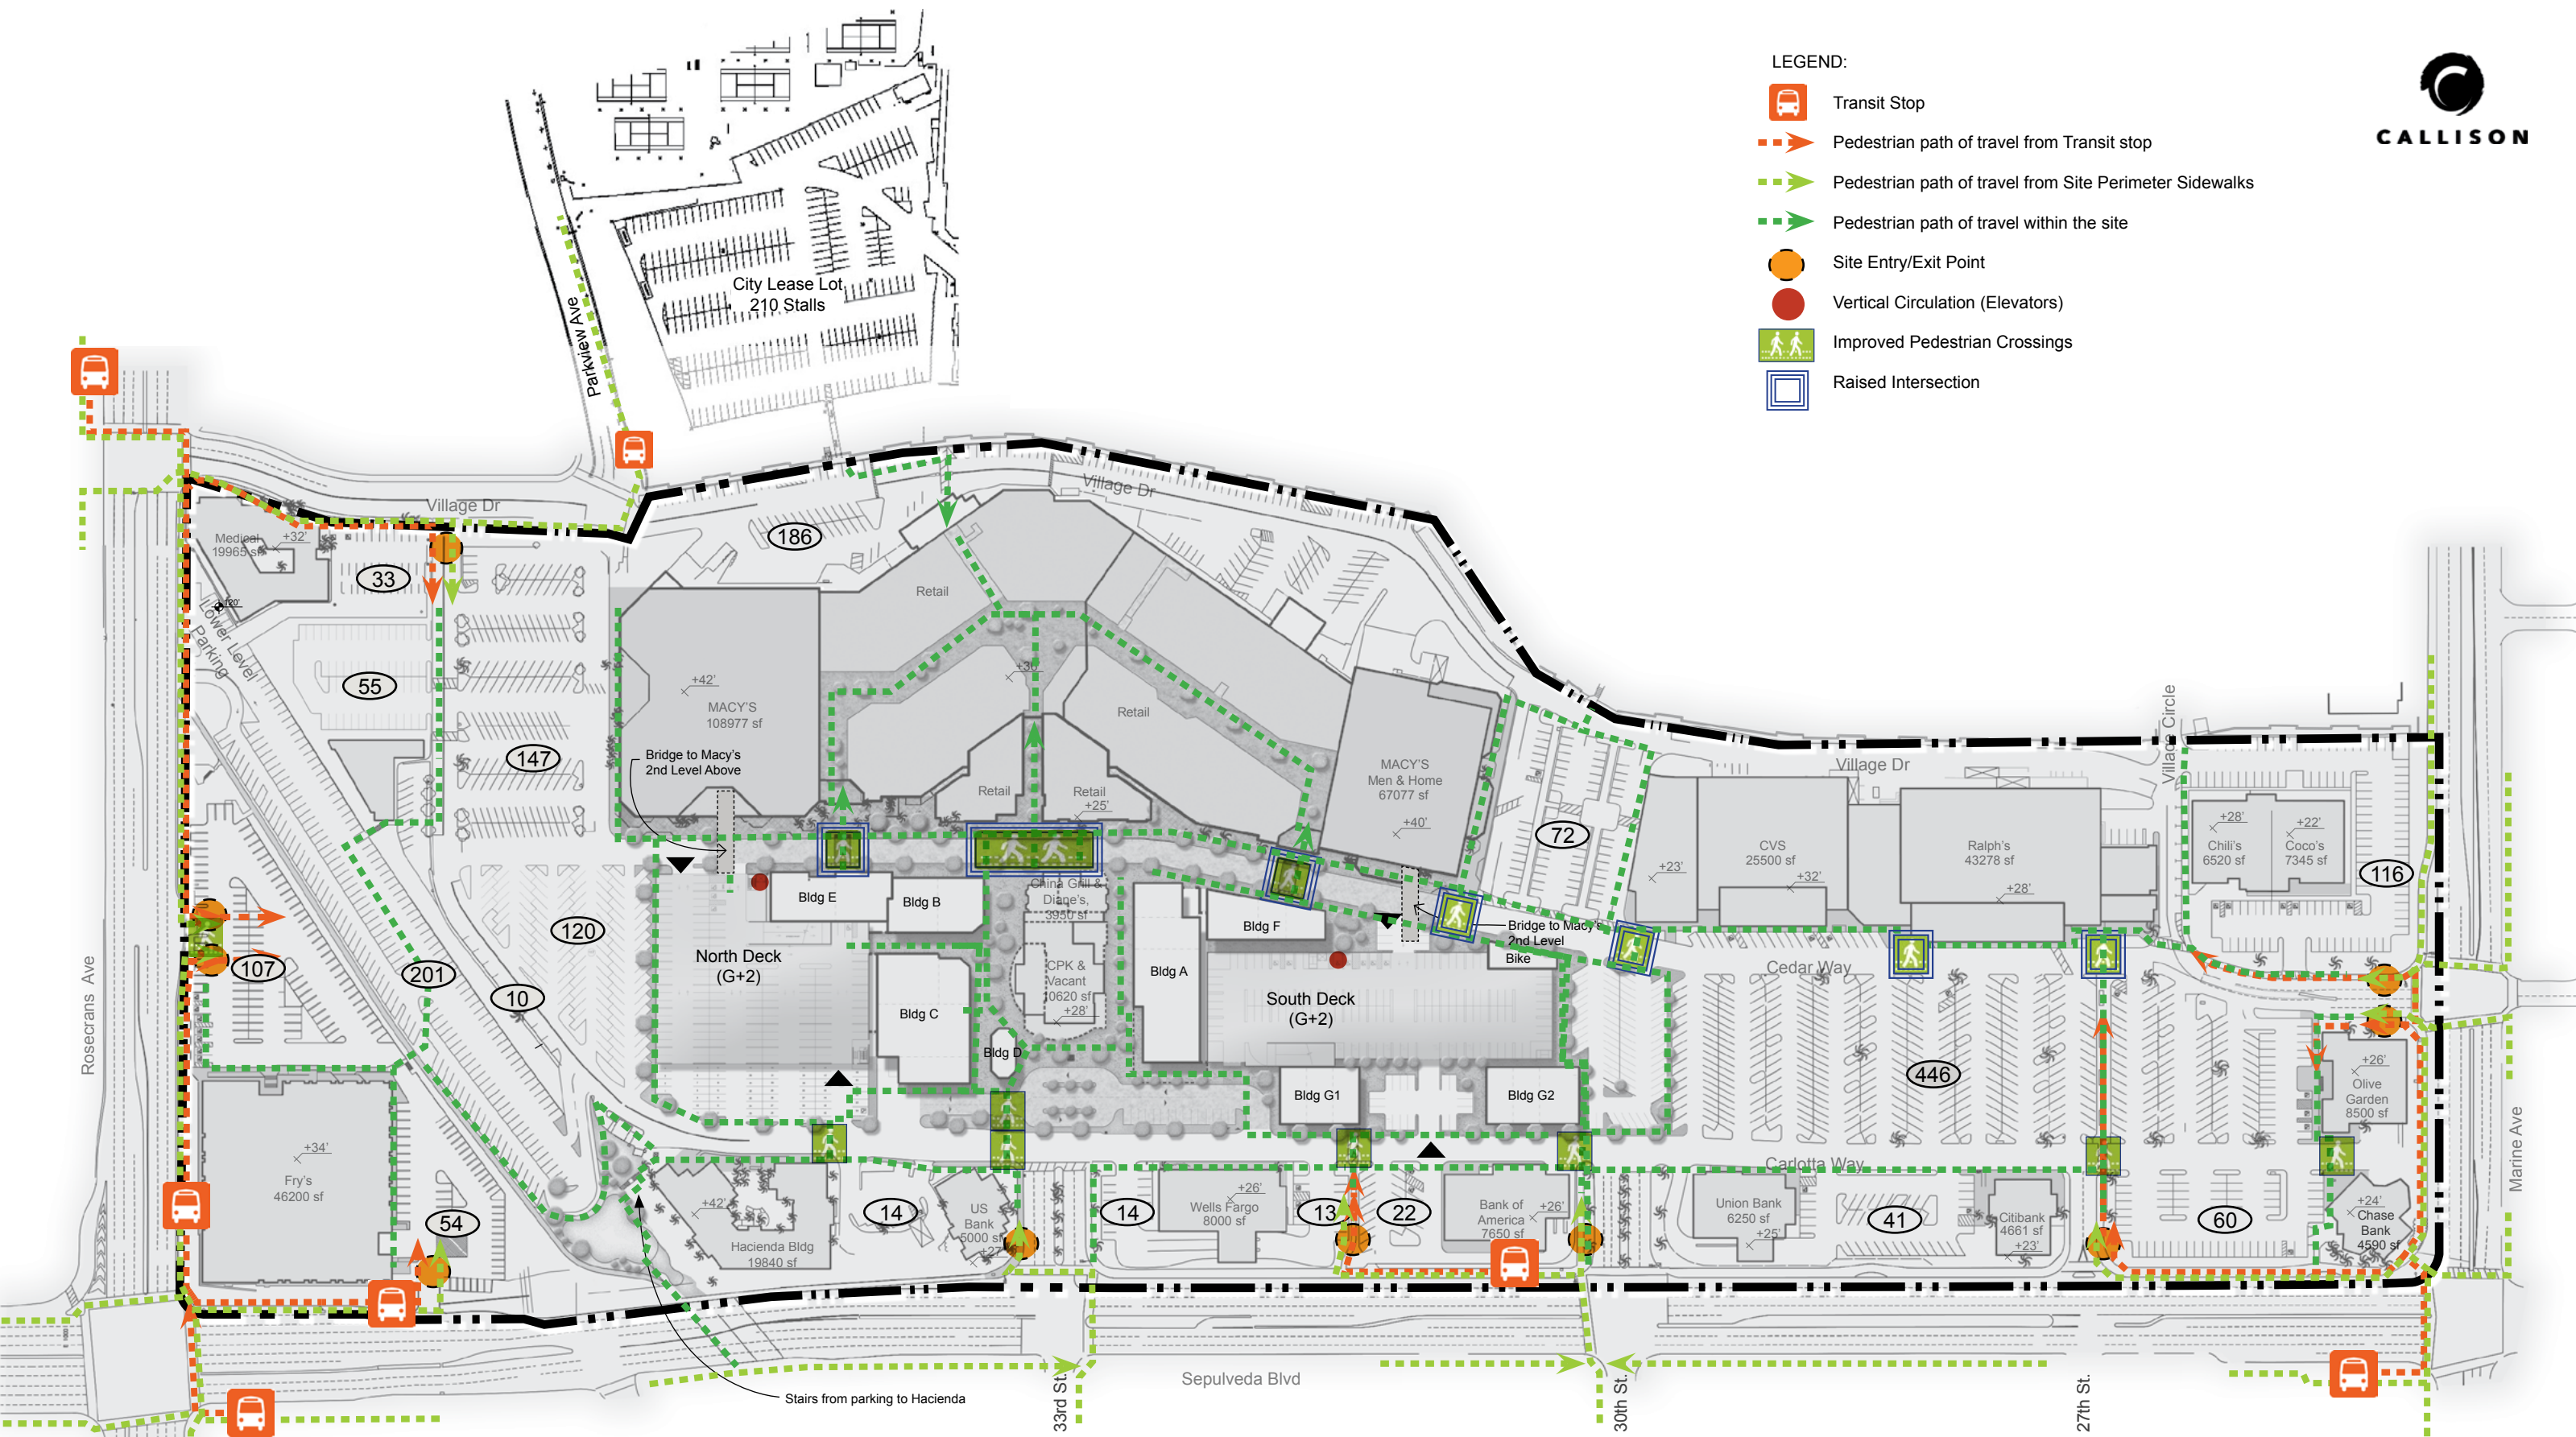 LEGEND:
Transit Stop
Pedestrian path of travel from Transit stop
Pedestrian path of travel from Site Perimeter Sidewalks
Pedestrian path of travel within the site
Site Entry/Exit Point
Vertical Circulation (Elevators)
Improved Pedestrian Crossings
Raised Intersection
CALLISON
City Lease Lot
210 Stalls
Parkview Ave
Village Dr
Village Dr
Village Dr
Village Circle
Medical
19965 sf
+32'
33
Lower Level
Parking
55
147
186
Retail
Retail
Retail
Retail
+25'
+42'
MACY'S
108977 sf
Bridge to Macy's
2nd Level Above
MACY'S
Men & Home
67077 sf
+40'
72
+23'
CVS
25500 sf
+32'
Ralph's
43278 sf
+28'
+28'
Chili's
6520 sf
+22'
Coco's
7345 sf
116
Rosecrans Ave
107
201
10
120
North Deck
(G+2)
Bldg E
Bldg B
Bldg C
Bldg D
China Grill &
Diane's,
3950 sf
CPK &
Vacant
+28'
Bldg A
Bldg F
South Deck
(G+2)
Bridge to Macy's
2nd Level
Bike
Bldg G1
Bldg G2
Cedar Way
446
Carlotta Way
+26'
Olive
Garden
8500 sf
Marine Ave
+34'
Fry's
46200 sf
54
+42'
Hacienda Bldg
19840 sf
14
US
Bank
5000 sf
+27'
14
+26'
Wells Fargo
8000 sf
13
22
Bank of
America
7650 sf
+26'
Union Bank
6250 sf
+25'
41
Citibank
4661 sf
+23'
60
+24'
Chase
Bank
4590 sf
Stairs from parking to Hacienda
33rd St.
Sepulveda Blvd
30th St.
27th St.